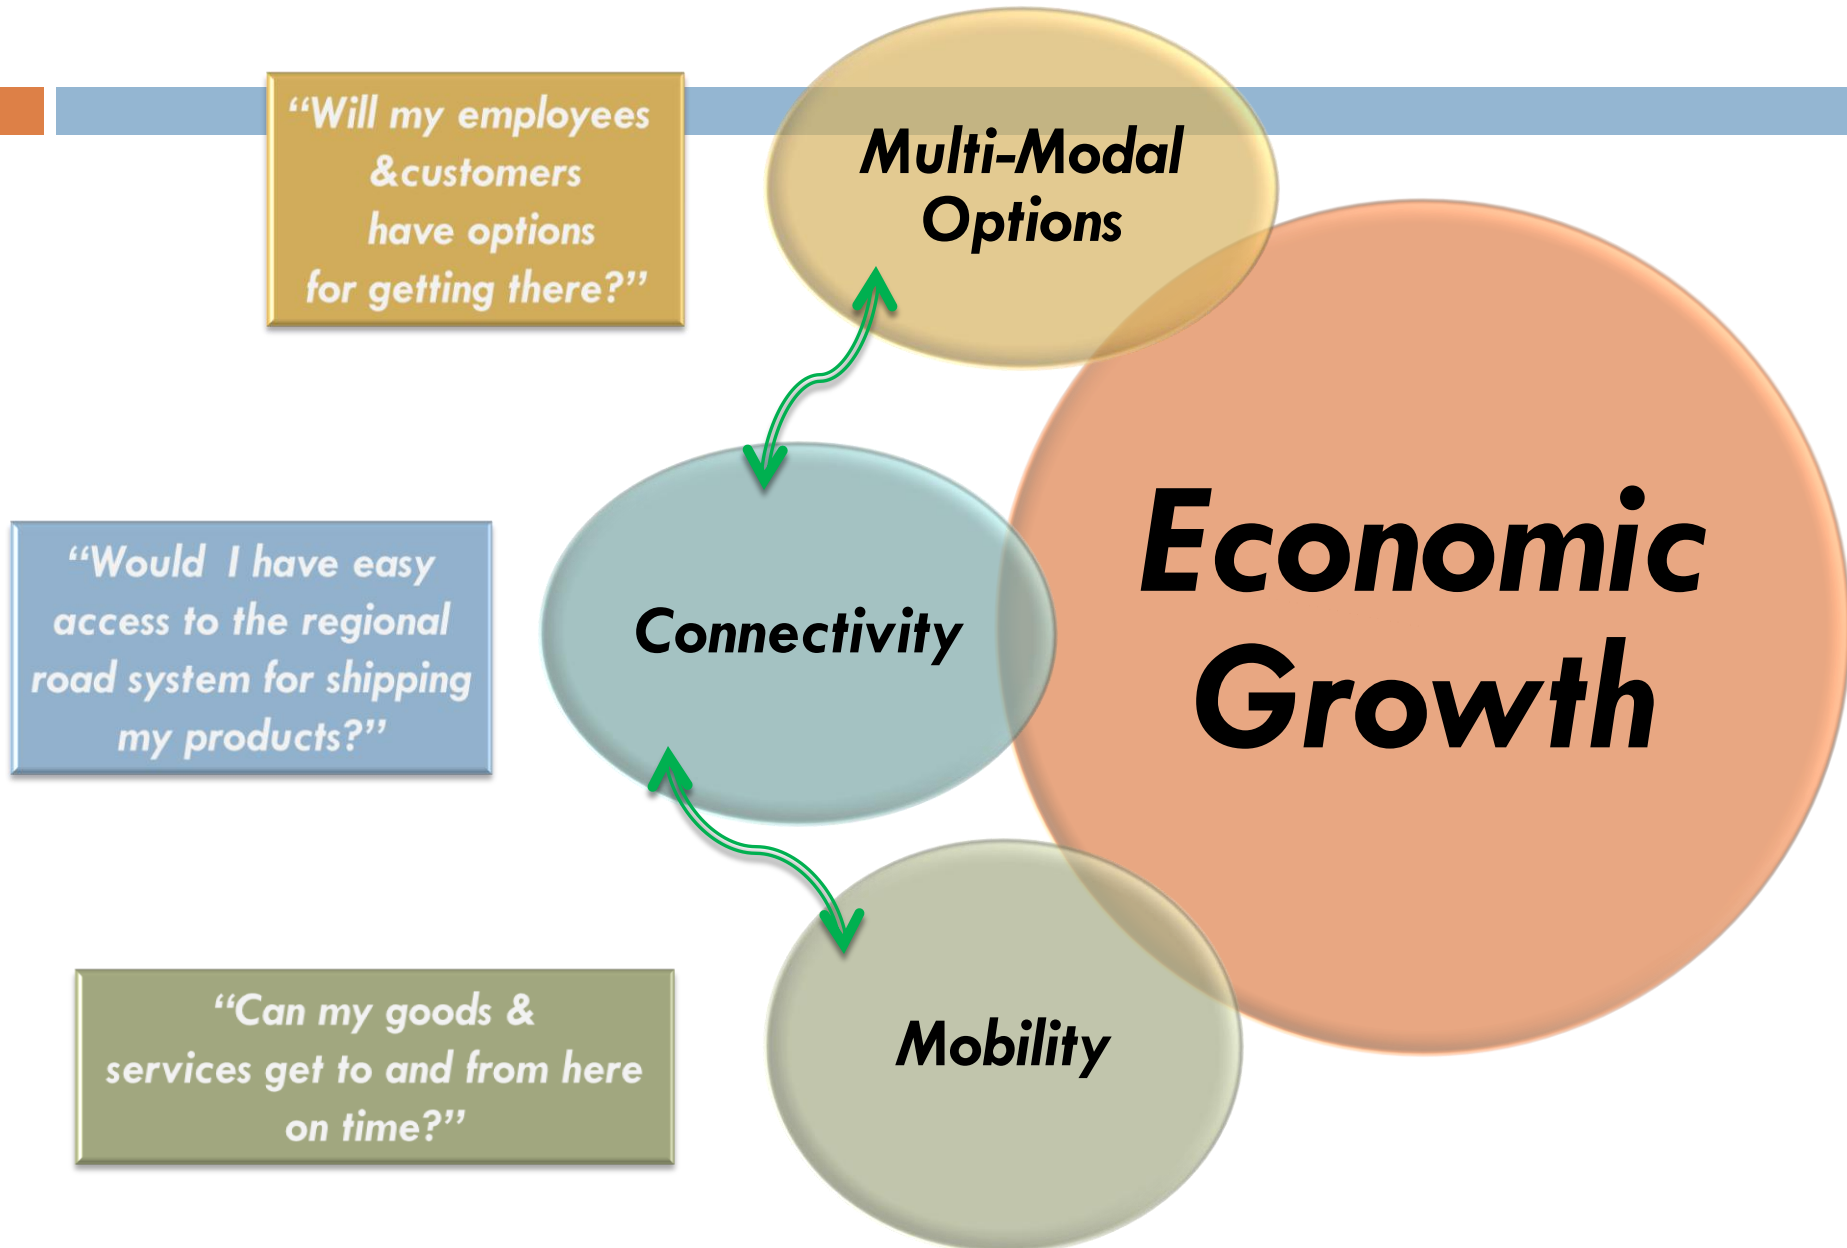 “Will my employees
&customers
have options
for getting there?”
Multi-Modal
Options
“Would I have easy
access to the regional
road system for shipping
my products?”
Connectivity
Economic
Growth
“Can my goods &
services get to and from here
on time?”
Mobility